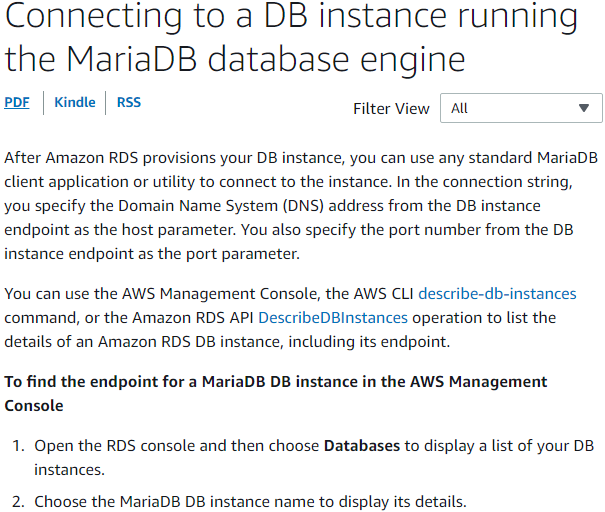 Connecting to a DB instance running
the MariaDB database engine
PDF Kindle RSS
Filter View All
After Amazon RDS provisions your DB instance, you can use any standard MariaDB
client application or utility to connect to the instance. In the connection string,
you specify the Domain Name System (DNS) address from the DB instance
endpoint as the host parameter. You also specify the port number from the DB
instance endpoint as the port parameter.
You can use the AWS Management Console, the AWS CLI describe-db-instances
command, or the Amazon RDS API DescribeDBInstances operation to list the
details of an Amazon RDS DB instance, including its endpoint.
To find the endpoint for a MariaDB DB instance in the AWS Management
Console
1. Open the RDS console and then choose Databases to display a list of your DB
instances.
2. Choose the MariaDB DB instance name to display its details.